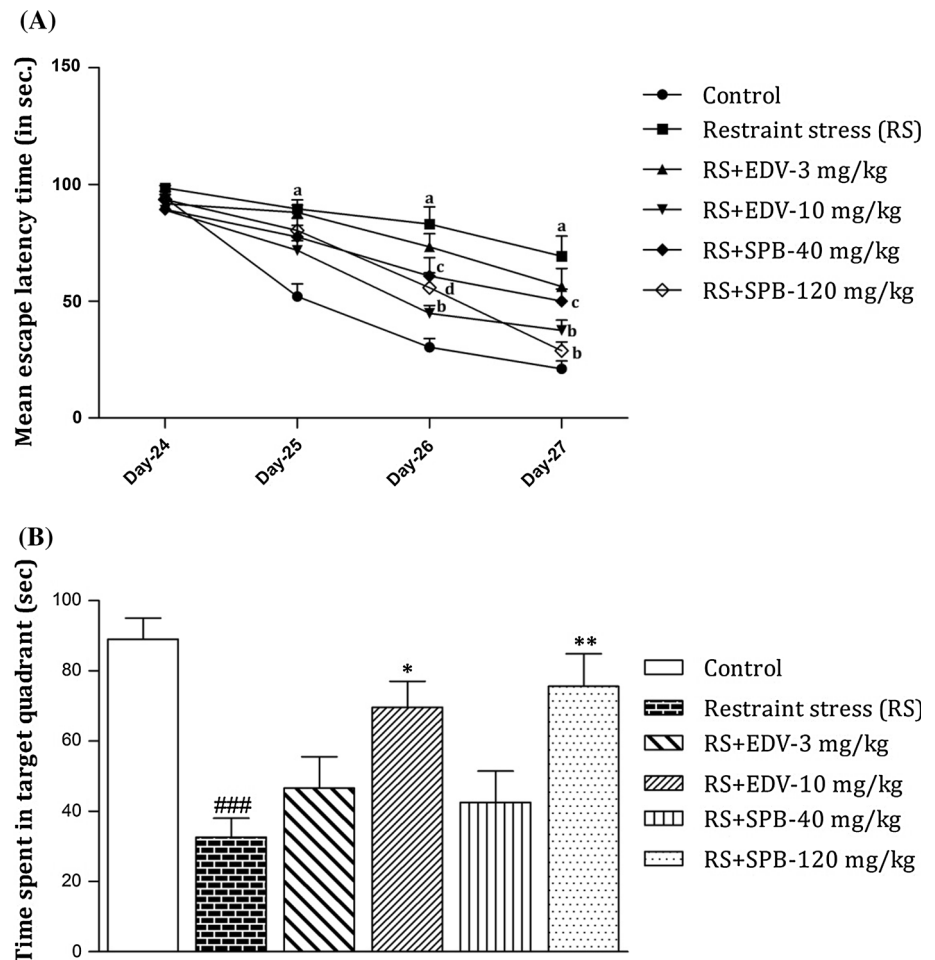 (A)
Mean escape latency time (in sec.)
150
100
50
0
a
a
a
c
d
b
c
b
b
Day-24
Day-25
Day-26
Day-27
Control
Restraint stress (RS)
RS+EDV-3 mg/kg
RS+EDV-10 mg/kg
RS+SPB-40 mg/kg
RS+SPB-120 mg/kg
(B)
Time spent in target quadrant (sec)
100
80
60
40
20
0
###
*
**
Control
Restraint stress (RS)
RS+EDV-3 mg/kg
RS+EDV-10 mg/kg
RS+SPB-40 mg/kg
RS+SPB-120 mg/kg